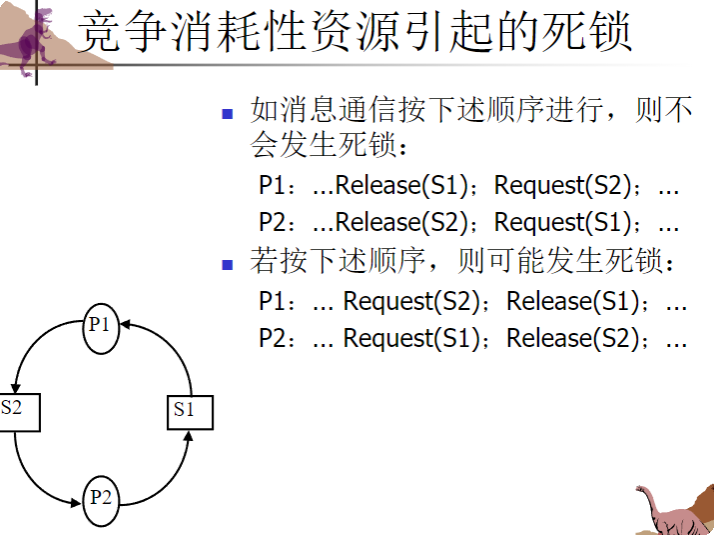 竞争消耗性资源引起的死锁
如消息通信按下述顺序进行，则不
会发生死锁：
P1：…Release(S1)；Request(S2)；…
P2：…Release(S2)；Request(S1)；…
若按下述顺序，则可能发生死锁：
P1：… Request(S2)；Release(S1)；…
P2：… Request(S1)；Release(S2)；…
P1
S2
S1
P2